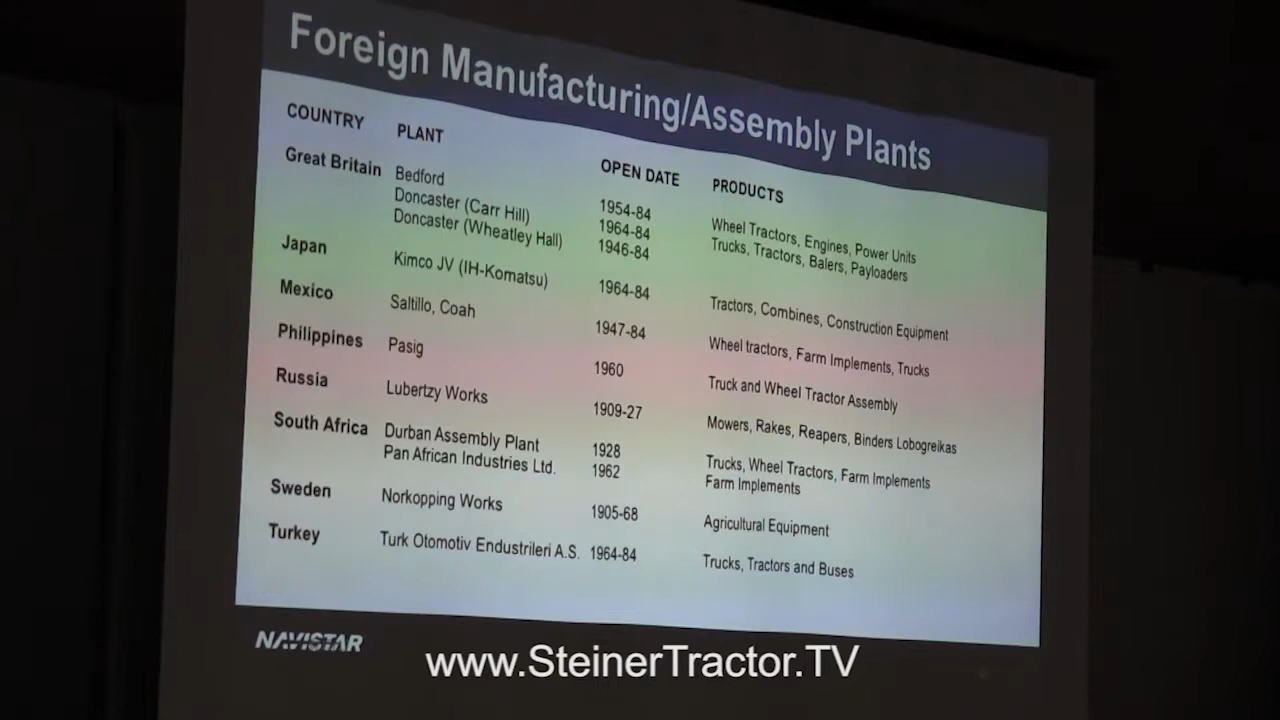 Foreign Manufacturing/Assembly Plants
COUNTRY PLANT OPEN DATE PRODUCTS
Great Britain Bedford 1954-84 Wheel Tractors, Engines, Power Units
Doncaster (Carr Hill) 1964-84 Trucks, Tractors, Balers, Payloaders
Doncaster (Wheatley Hall) 1946-84
Japan Kimco JV (IH-Komatsu) 1964-84 Tractors, Combines, Construction Equipment
Mexico Saltillo, Coah 1947-84 Wheel tractors, Farm Implements, Trucks
Philippines Pasig 1960 Truck and Wheel Tractor Assembly
Russia Lubertzy Works 1909-27 Mowers, Rakes, Reapers, Binders Lobogreikas
South Africa Durban Assembly Plant 1928 Trucks, Wheel Tractors, Farm Implements
Pan African Industries Ltd. 1962 Farm Implements
Sweden Norkopping Works 1905-68 Agricultural Equipment
Turkey Turk Otomotiv Endustrileri A.S. 1964-84 Trucks, Tractors and Buses
NAVISTAR
www.SteinerTractor.TV